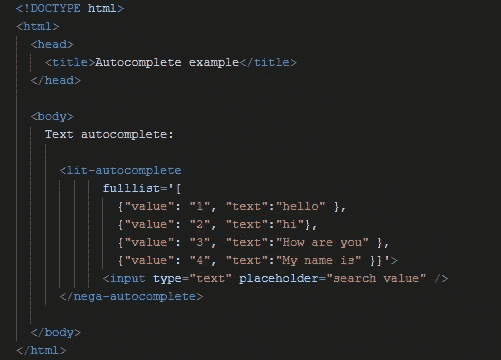 <!DOCTYPE html>
<html>
<head>
<title>Autocomplete example</title>
</head>
<body>
Text autocomplete:
<lit-autocomplete
fulllist='[
{"value": "1", "text":"hello" },
{"value": "2", "text":"hi"},
{"value": "3", "text":"How are you" },
{"value": "4", "text":"My name is" }]'>
<input type="text" placeholder="search value" />
</nega-autocomplete>
</body>
</html>